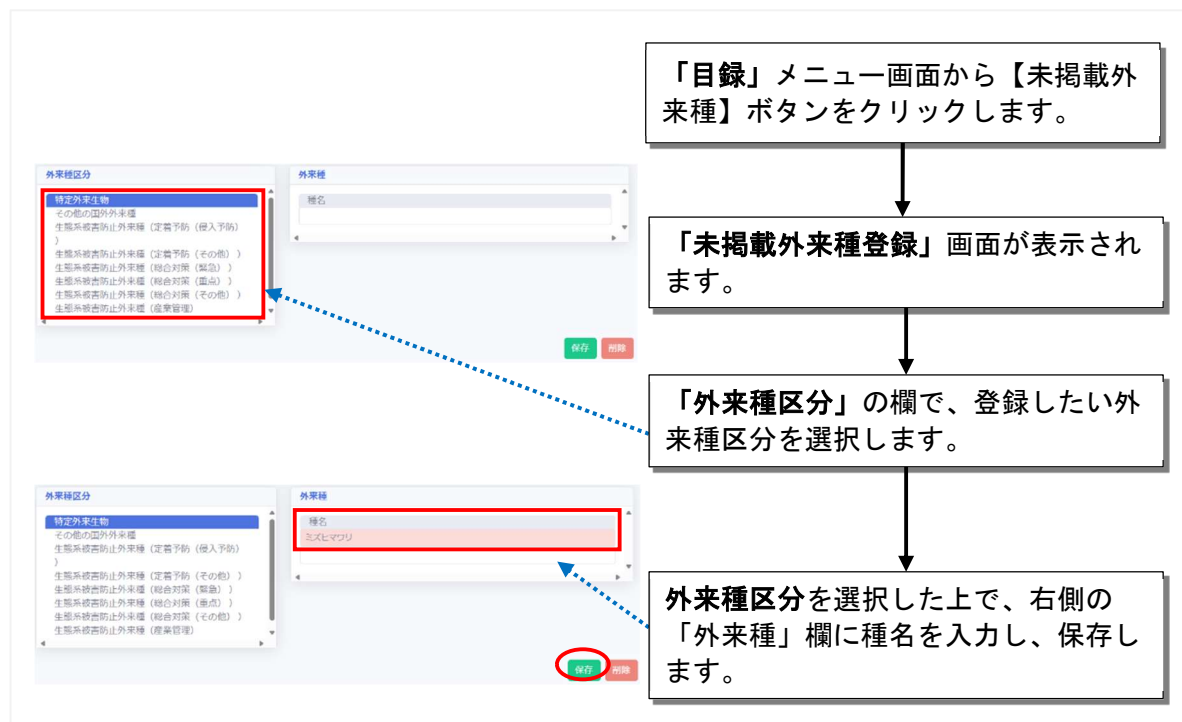 「目録」メニュー画面から【未掲載外
来種】ボタンをクリックします。
外来種区分
特定外来生物
その他の国外外来種
生態系被害防止外来種（定着予防（侵入予防）
）
生態系被害防止外来種（定着予防（その他））
生態系被害防止外来種（総合対策（緊急））
生態系被害防止外来種（総合対策（重点））
生態系被害防止外来種（総合対策（その他））
生態系被害防止外来種（産業管理）
外来種
種名
保存 削除
「未掲載外来種登録」画面が表示され
ます。
「外来種区分」の欄で、登録したい外
来種区分を選択します。
外来種区分
特定外来生物
その他の国外外来種
生態系被害防止外来種（定着予防（侵入予防）
）
生態系被害防止外来種（定着予防（その他））
生態系被害防止外来種（総合対策（緊急））
生態系被害防止外来種（総合対策（重点））
生態系被害防止外来種（総合対策（その他））
生態系被害防止外来種（産業管理）
外来種
種名
ミズヒマワリ
保存 削除
外来種区分を選択した上で、右側の
「外来種」欄に種名を入力し、保存し
ます。